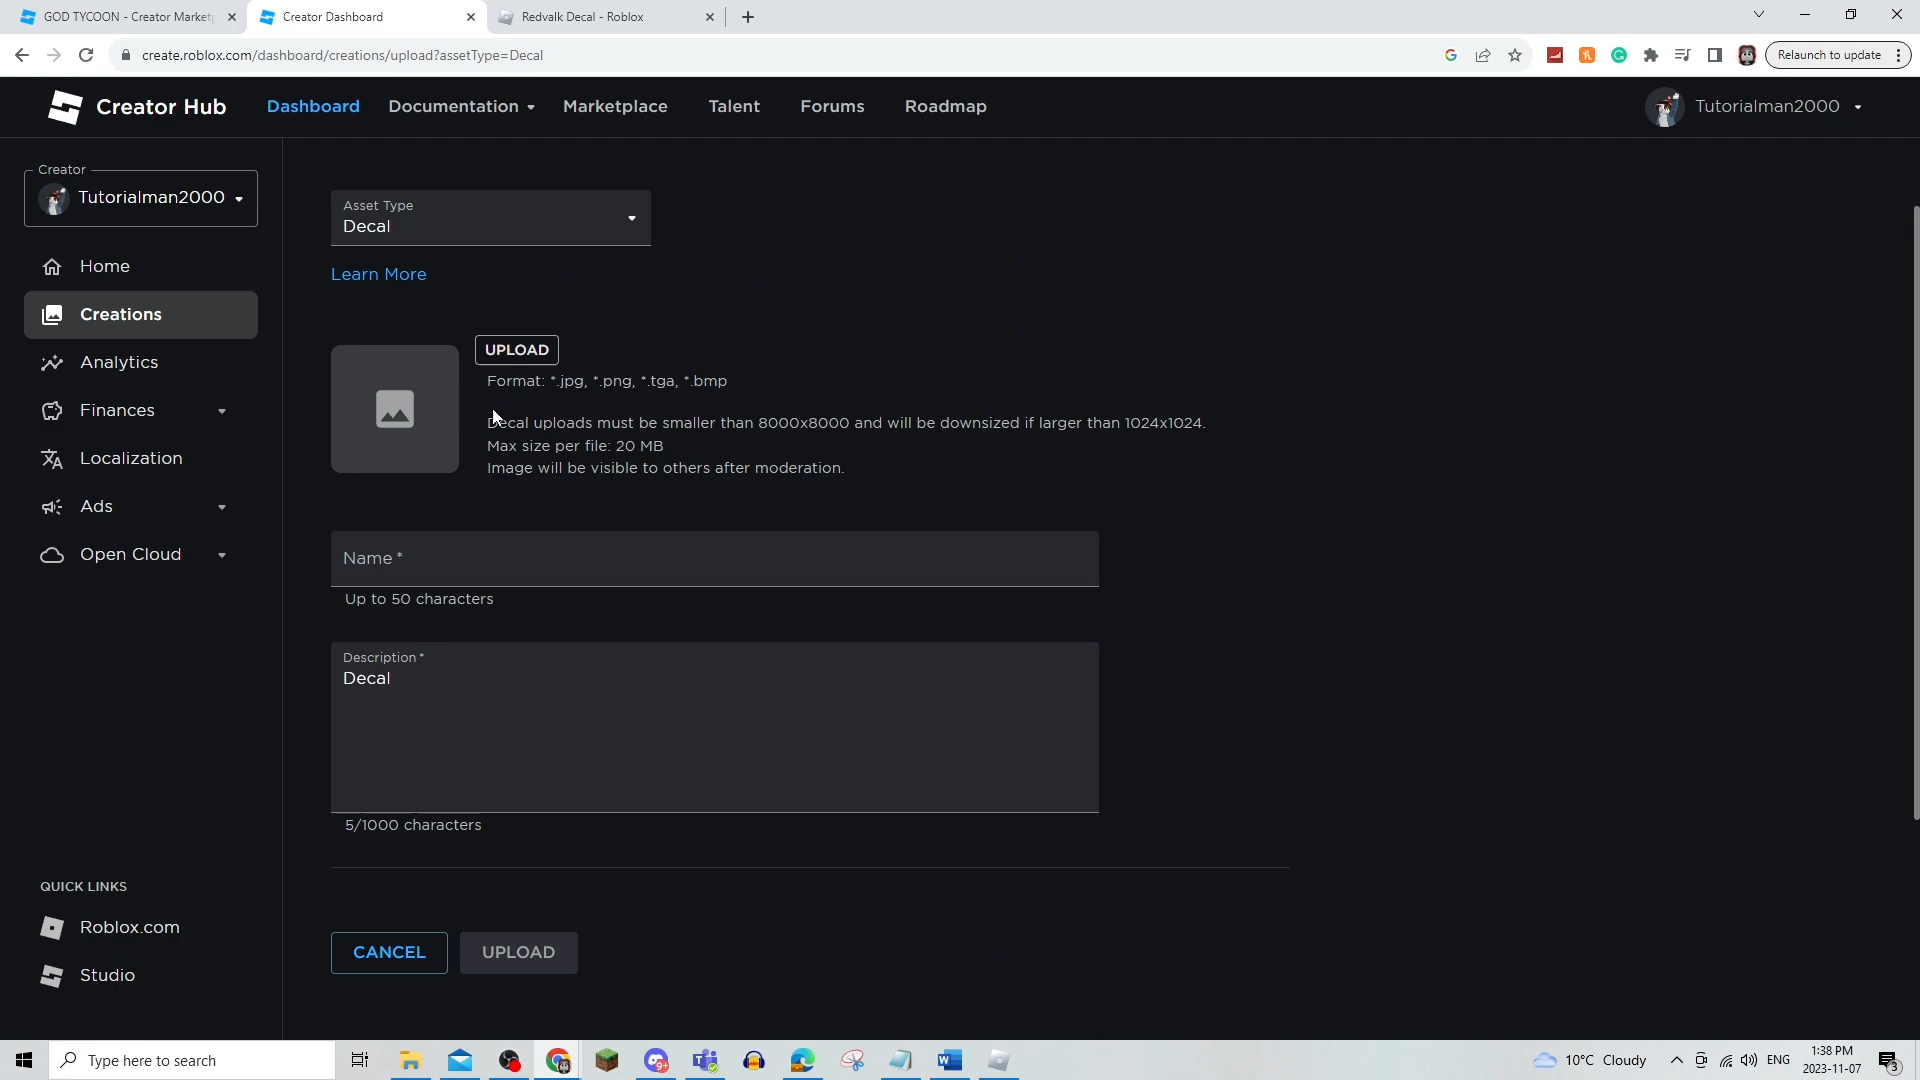 GOD TYCOON - Creator Market
Creator Dashboard
Redvalk Decal - Roblox
create.roblox.com/dashboard/creations/upload?assetType=Decal
Relaunch to update
Creator Hub
Dashboard
Documentation
Marketplace
Talent
Forums
Roadmap
Tutorialman2000
Creator
Tutorialman2000
Home
Creations
Analytics
Finances
Localization
Ads
Open Cloud
QUICK LINKS
Roblox.com
Studio
Asset Type
Decal
Learn More
UPLOAD
Format: *.jpg, *.png, *.tga, *.bmp
Decal uploads must be smaller than 8000x8000 and will be downsized if larger than 1024x1024.
Max size per file: 20 MB
Image will be visible to others after moderation.
Name *
Up to 50 characters
Description *
Decal
5/1000 characters
CANCEL
UPLOAD
Type here to search
9+
10°C Cloudy
ENG
1:38 PM
2023-11-07
3